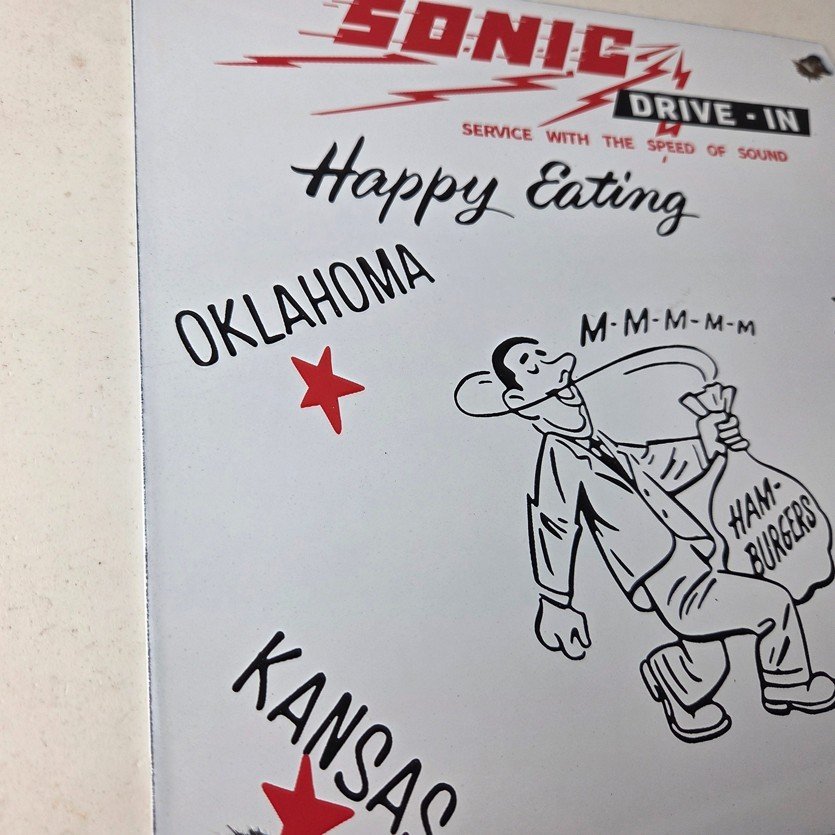 SONIC
DRIVE-IN
SERVICE WITH THE SPEED OF SOUND
Happy Eating
OKLAHOMA
M-M-M-M-M
HAM-
BURGERS
KANSAS